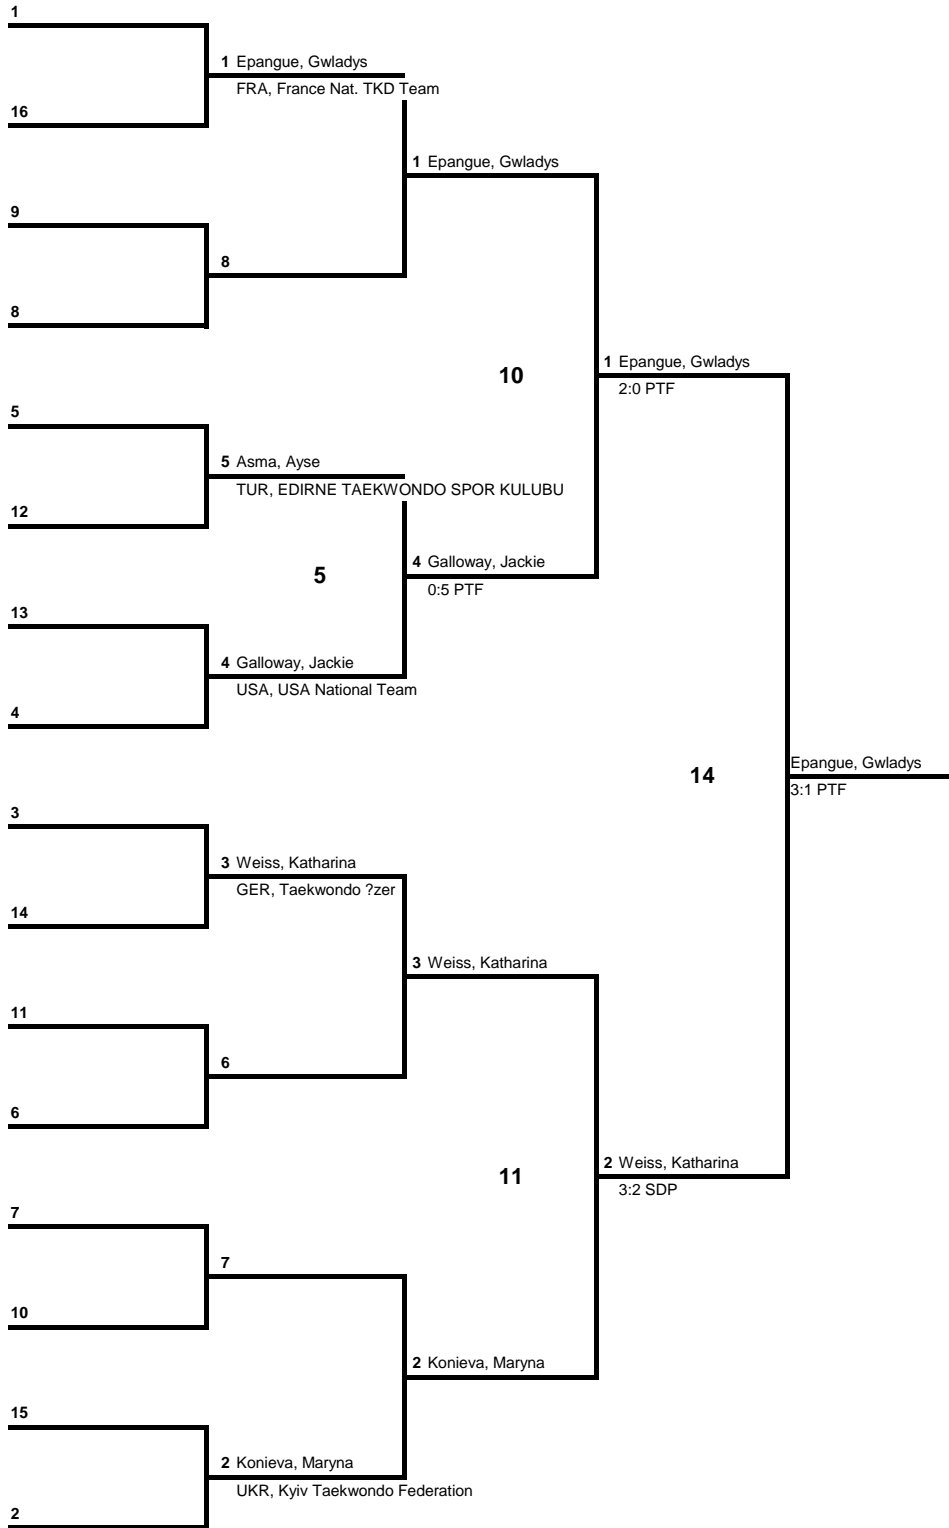 1
1 Epangue, Gwladys
FRA, France Nat. TKD Team
16
1 Epangue, Gwladys
9
8
8
10
1 Epangue, Gwladys
2:0 PTF
5
5 Asma, Ayse
TUR, EDIRNE TAEKWONDO SPOR KULUBU
12
5
4 Galloway, Jackie
0:5 PTF
13
4 Galloway, Jackie
USA, USA National Team
4
14
Epangue, Gwladys
3:1 PTF
3
3 Weiss, Katharina
GER, Taekwondo ?zer
14
3 Weiss, Katharina
11
6
6
11
2 Weiss, Katharina
3:2 SDP
7
7
10
2 Konieva, Maryna
15
2 Konieva, Maryna
UKR, Kyiv Taekwondo Federation
2